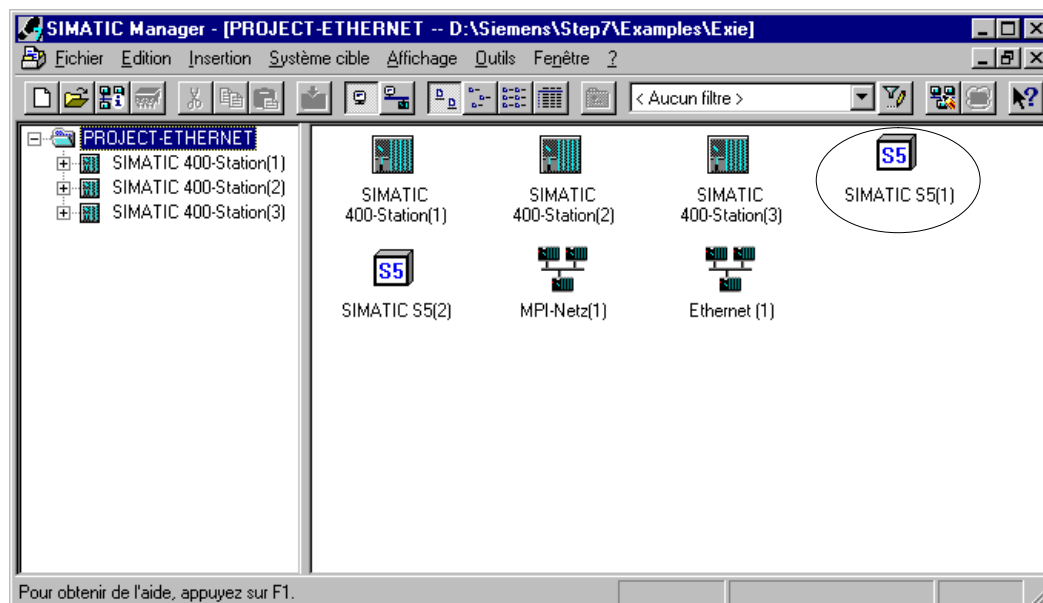 SIMATIC Manager - [PROJECT-ETHERNET -- D:\Siemens\Step7\Examples\Exie]
Fichier Edition Insertion Système cible Affichage Outils Fenêtre ?
< Aucun filtre >
PROJECT-ETHERNET
SIMATIC 400-Station(1)
SIMATIC 400-Station(2)
SIMATIC 400-Station(3)
SIMATIC
400-Station(1)
SIMATIC
400-Station(2)
SIMATIC
400-Station(3)
S5
SIMATIC S5(1)
S5
SIMATIC S5(2)
MPI-Netz(1)
Ethernet (1)
Pour obtenir de l'aide, appuyez sur F1.